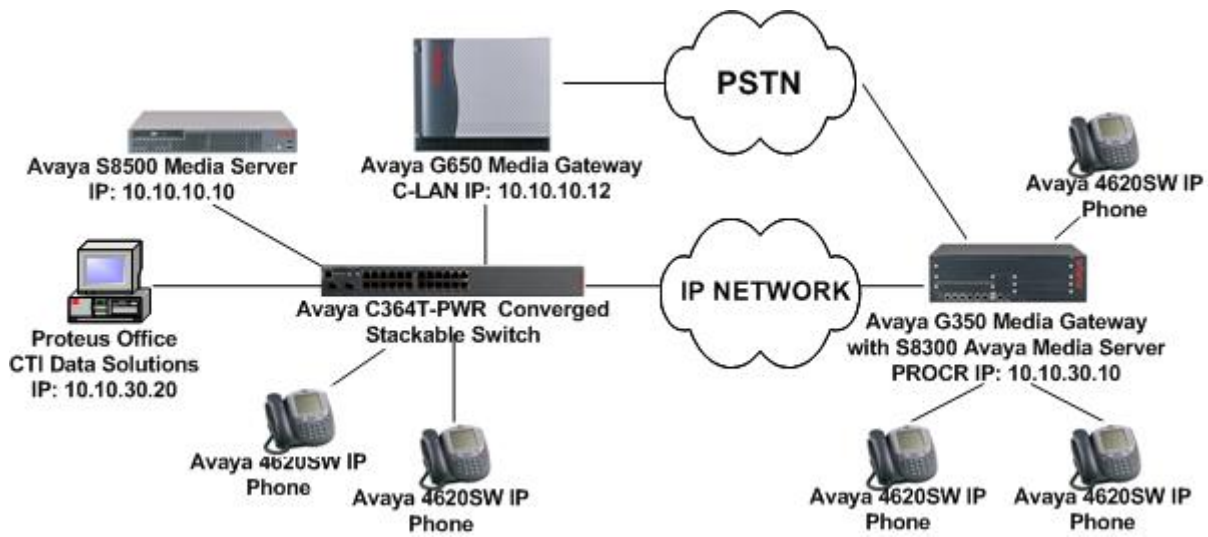 PSTN
Avaya S8500 Media Server
IP: 10.10.10.10
Avaya G650 Media Gateway
C-LAN IP: 10.10.10.12
Avaya 4620SW IP
Phone
Proteus Office
CTI Data Solutions
IP: 10.10.30.20
Avaya C364T-PWR Converged
Stackable Switch
IP NETWORK
Avaya G350 Media Gateway
with S8300 Avaya Media Server
PROCR IP: 10.10.30.10
Avaya 4620SW IP
Phone
Avaya 4620SW IP
Phone
Avaya 4620SW IP
Phone
Avaya 4620SW IP
Phone